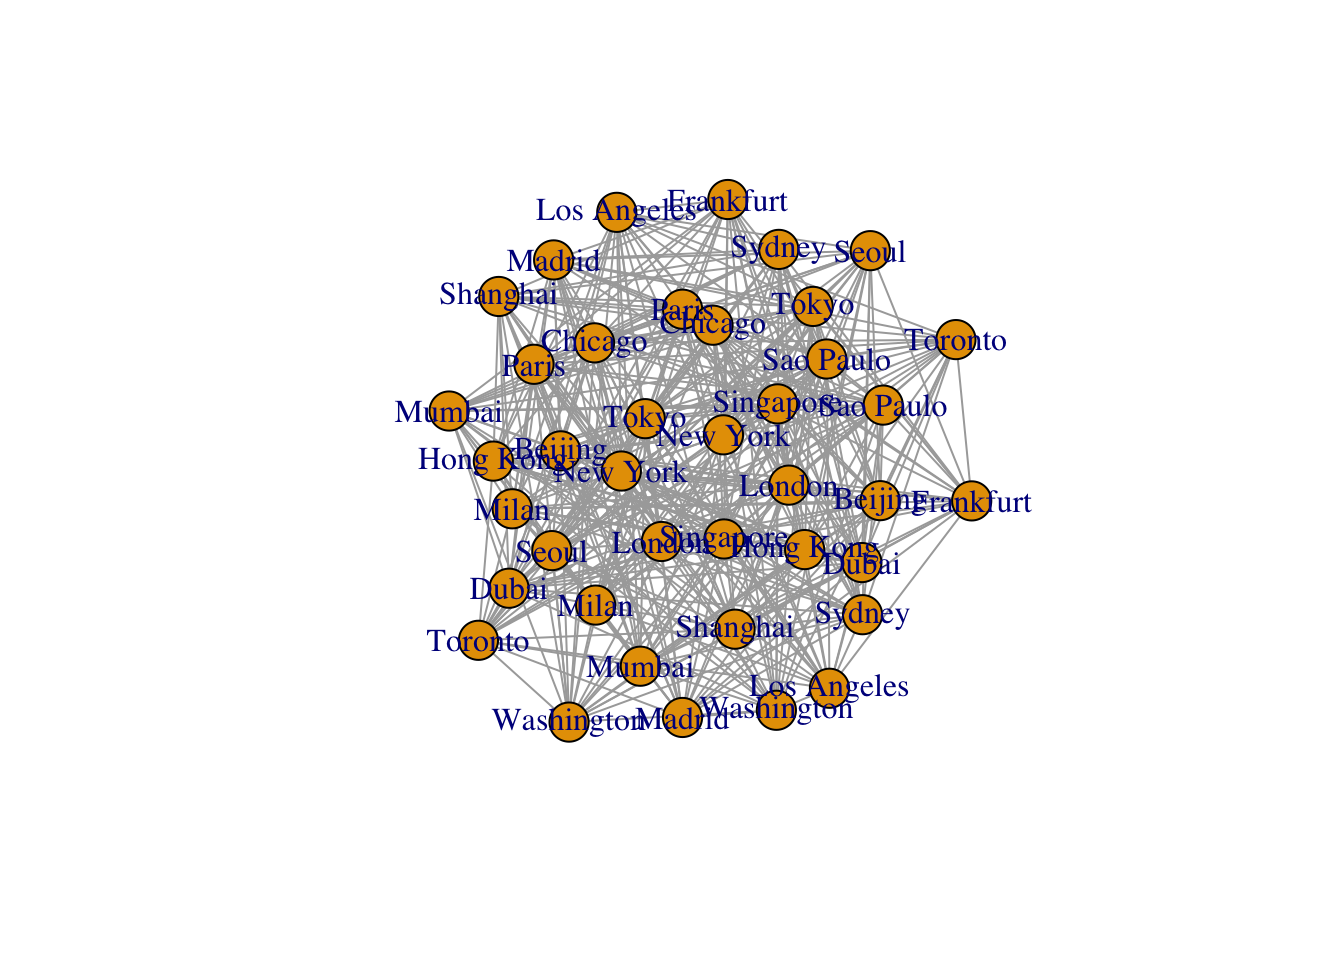 Frankfurt
Los Angeles
Sydney
Seoul
Madrid
Shanghai
Tokyo
Paris
Chicago
Toronto
Chicago
Sao Paulo
Paris
Singapore
Sao Paulo
Mumbai
Tokyo
New York
Beijing
Hong Kong
New York
London
Beijing
Frankfurt
Milan
Singapore
London
Hong Kong
Seoul
Dubai
Dubai
Milan
Sydney
Shanghai
Toronto
Mumbai
Los Angeles
Washington
Madrid
Washington